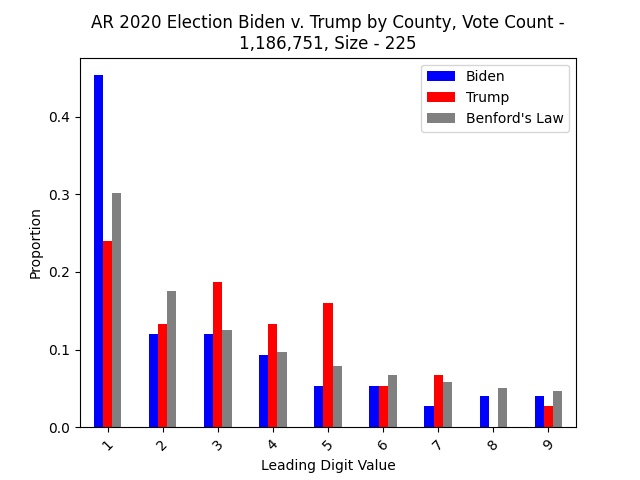 AR 2020 Election Biden v. Trump by County, Vote Count -
1,186,751, Size - 225
Biden
Trump
Benford's Law
Proportion
0.4
0.3
0.2
0.1
0.0
1 2 3 4 5 6 7 8 9
Leading Digit Value